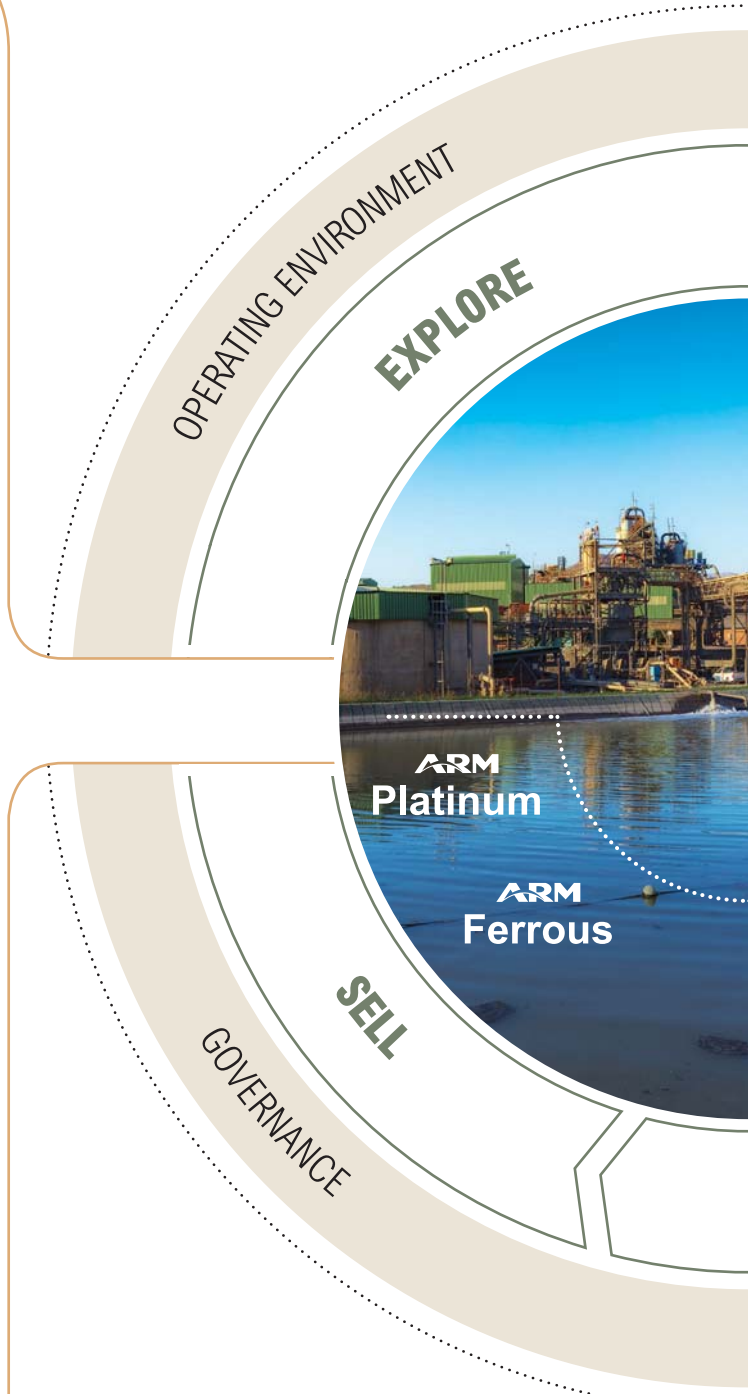 OPERATING ENVIRONMENT
EXPLORE
ARM
Platinum
ARM
Ferrous
SELL
GOVERNANCE